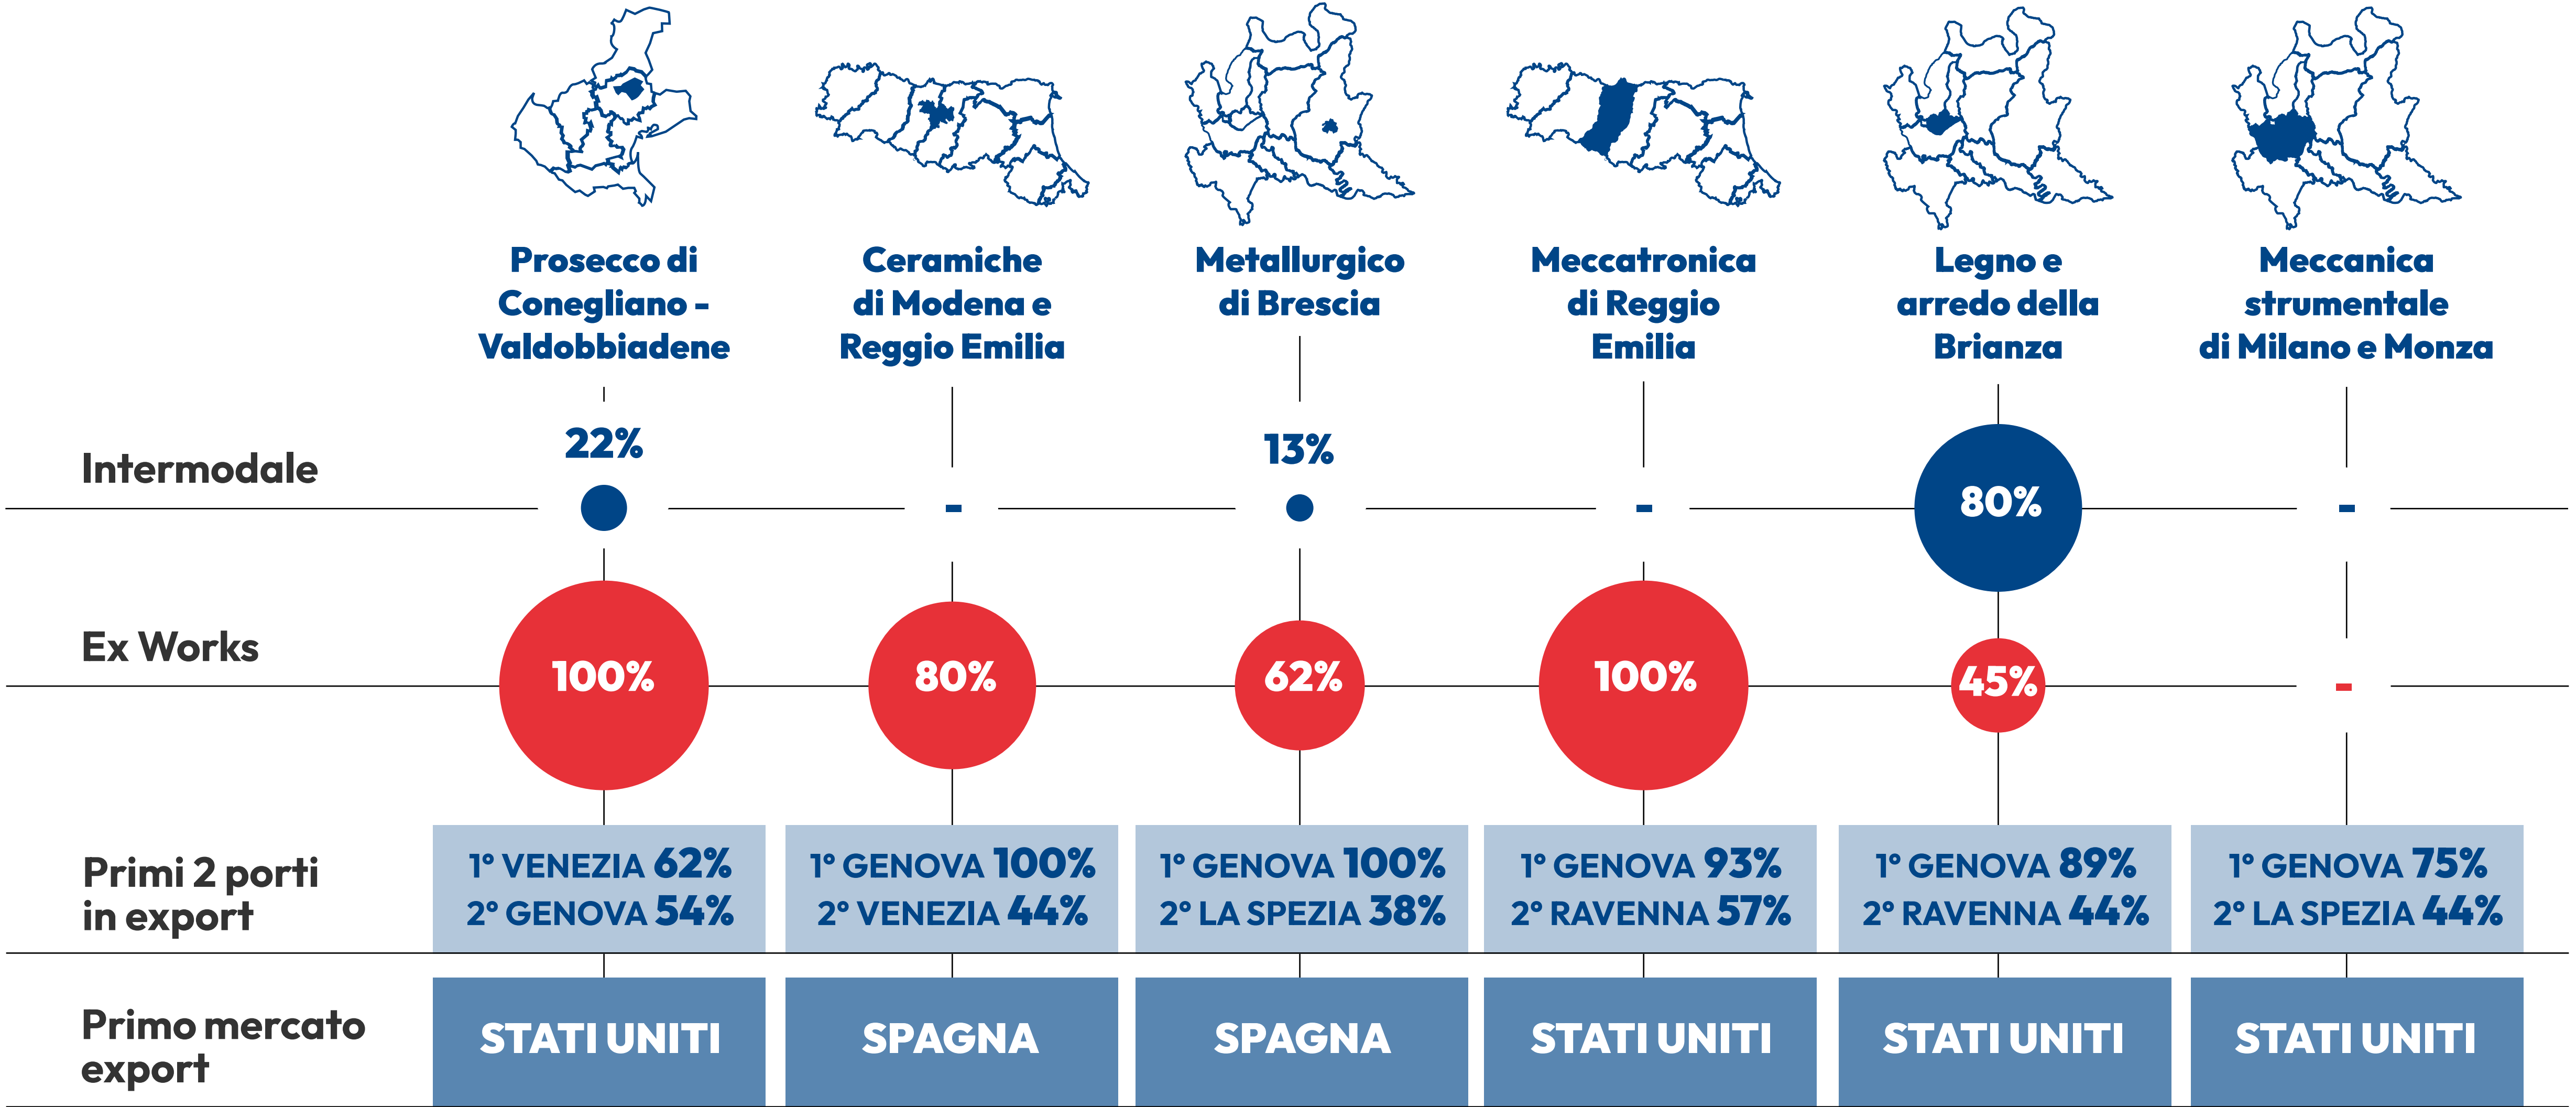 Prosecco di
Conegliano -
Valdobbiadene
Ceramiche
di Modena e
Reggio Emilia
Metallurgico
di Brescia
Meccatronica
di Reggio
Emilia
Legno e
arredo della
Brianza
Meccanica
strumentale
di Milano e Monza
Intermodale
22%
-
13%
-
80%
-
Ex Works
100%
80%
62%
100%
45%
-
Primi 2 porti
in export
1° VENEZIA 62%
2° GENOVA 54%
1° GENOVA 100%
2° VENEZIA 44%
1° GENOVA 100%
2° LA SPEZIA 38%
1° GENOVA 93%
2° RAVENNA 57%
1° GENOVA 89%
2° RAVENNA 44%
1° GENOVA 75%
2° LA SPEZIA 44%
Primo mercato
export
STATI UNITI
SPAGNA
SPAGNA
STATI UNITI
STATI UNITI
STATI UNITI